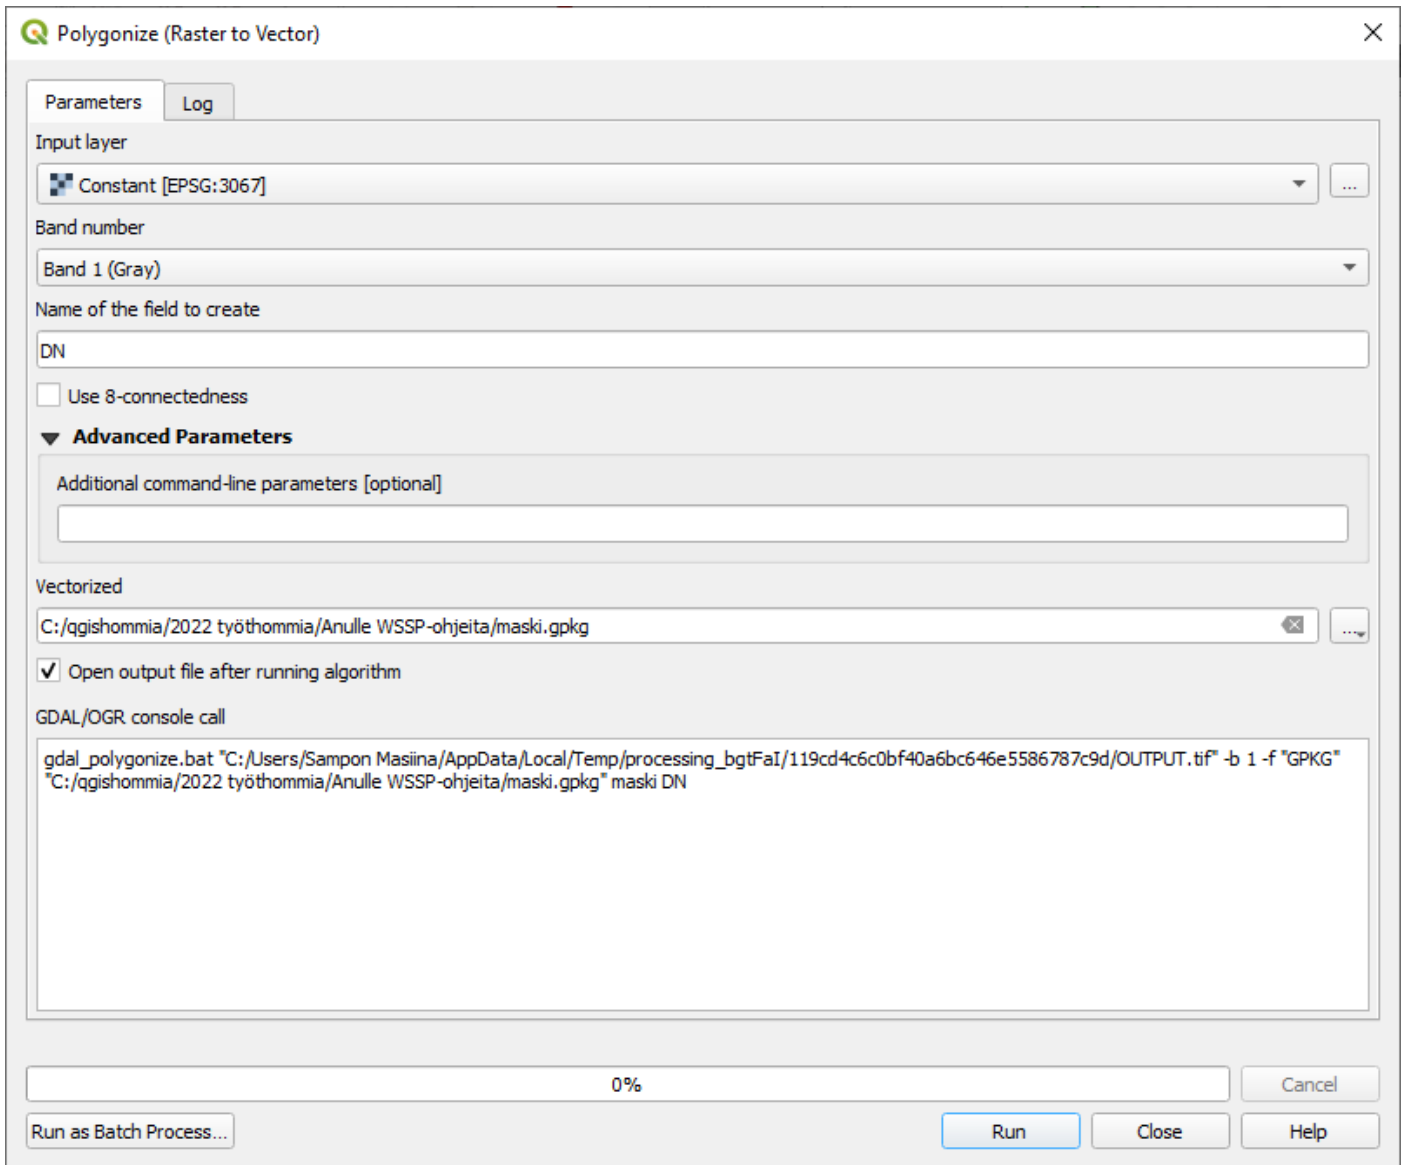 Polygonize (Raster to Vector)
Parameters
Log
Input layer
Constant [EPSG:3067]
...
Band number
Band 1 (Gray)
Name of the field to create
DN
Use 8-connectedness
Advanced Parameters
Additional command-line parameters [optional]
Vectorized
C:/qgishommia/2022 työthommia/Anulle WSSP-ohjeita/maski.gpkg
...
Open output file after running algorithm
GDAL/OGR console call
gdal_polygonize.bat "C:/Users/Sampon Masiina/AppData/Local/Temp/processing_bgtFaI/119cd4c6c0bf40a6bc646e5586787c9d/OUTPUT.tif" -b 1 -f "GPKG"
"C:/qgishommia/2022 työthommia/Anulle WSSP-ohjeita/maski.gpkg" maski DN
0%
Cancel
Run as Batch Process...
Run
Close
Help